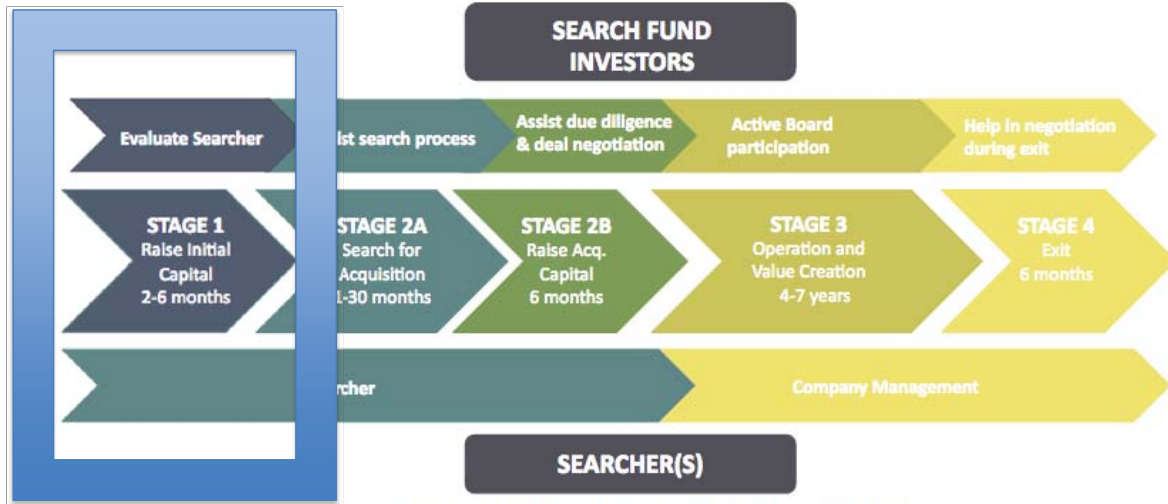 SEARCH FUND
INVESTORS
Evaluate Searcher
ist search process
Assist due diligence
& deal negotiation
Active Board
participation
Help in negotiation
during exit
STAGE 1
Raise Initial
Capital
2-6 months
STAGE 2A
Search for
Acquisition
1-30 months
STAGE 2B
Raise Acq.
Capital
6 months
STAGE 3
Operation and
Value Creation
4-7 years
STAGE 4
Exit
6 months
rcher
Company Management
SEARCHER(S)